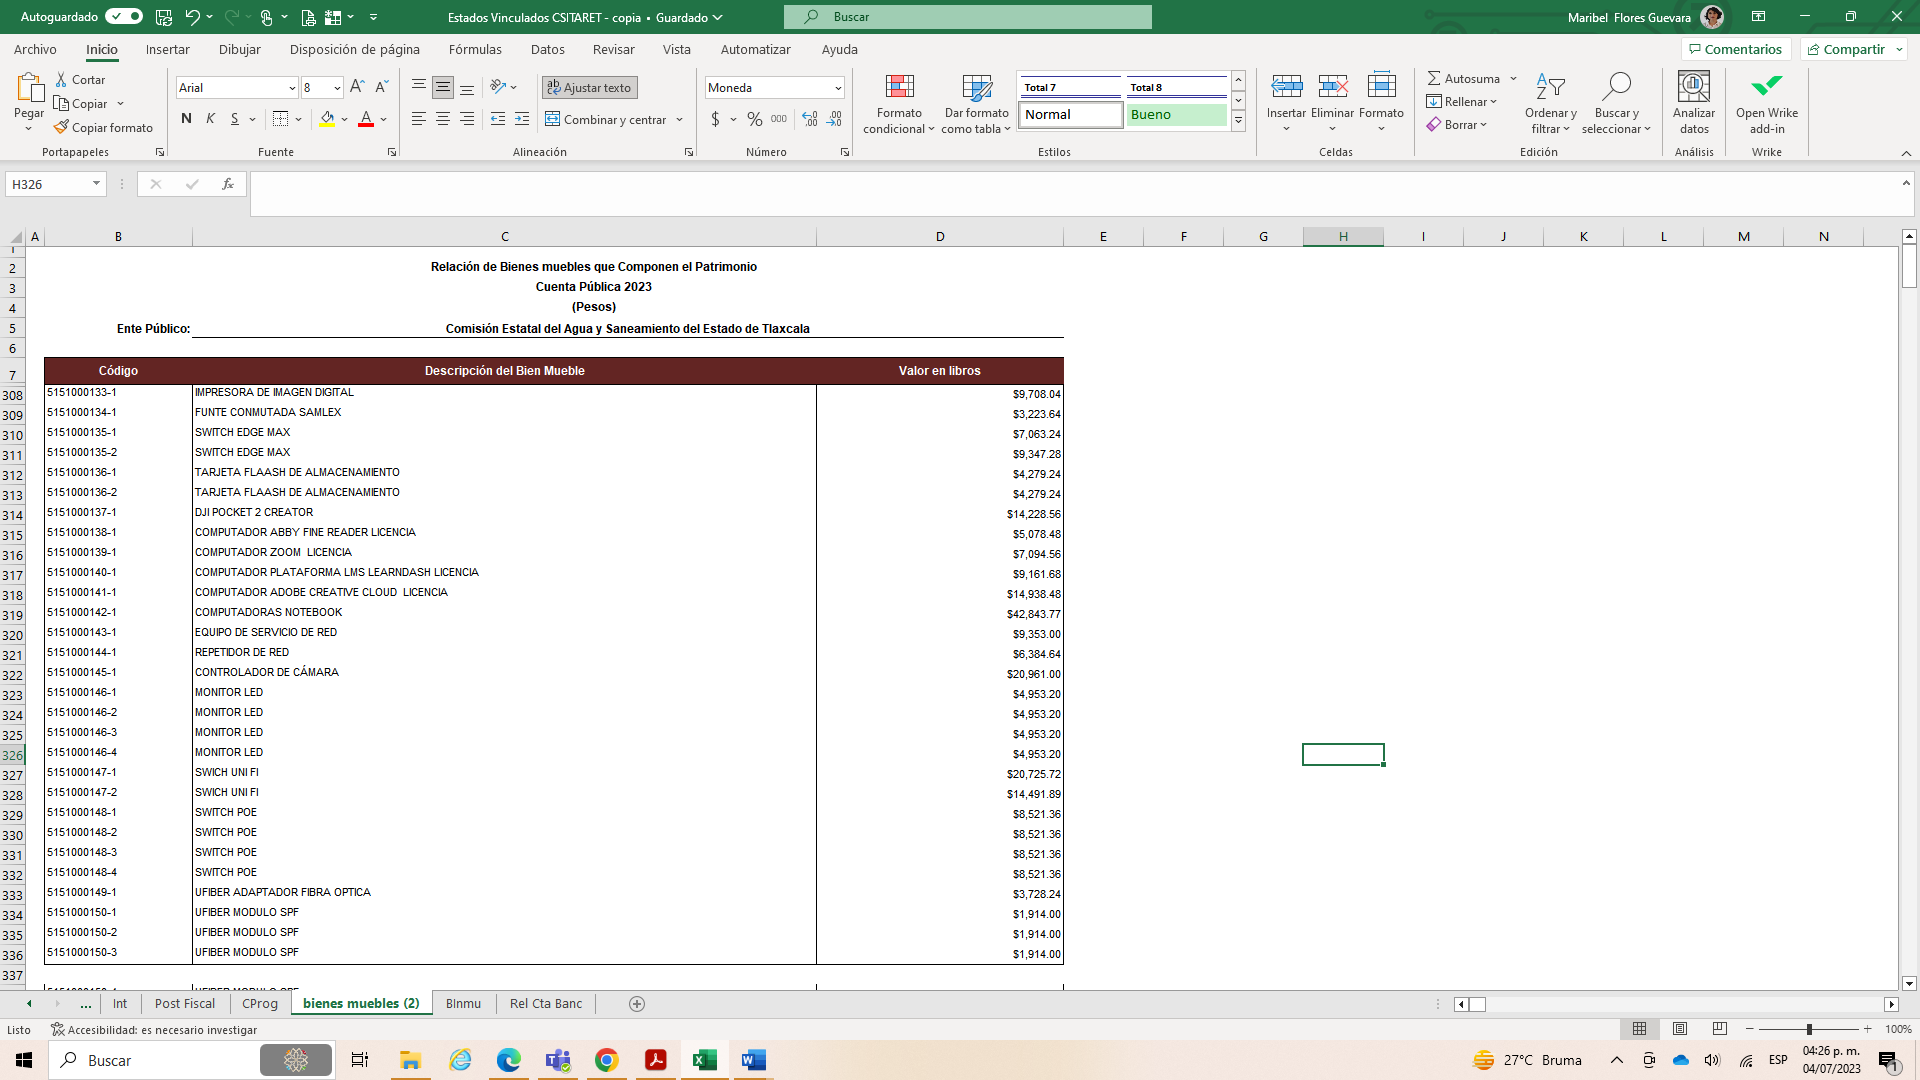 Autoguardado
Estados Vinculados CSITARET - copia • Guardado
Buscar
Maribel Flores Guevara
Archivo Inicio Insertar Dibujar Disposición de página Fórmulas Datos Revisar Vista Automatizar Ayuda
Comentarios Compartir
Pegar
Cortar
Copiar
Copiar formato
Portapapeles
Arial 8
N K S
Fuente
Ajustar texto
Combinar y centrar
Alineación
Moneda
$ % 000
Número
Formato condicional
Dar formato como tabla
Total 7 Total 8
Normal Bueno
Estilos
Insertar Eliminar Formato
Celdas
Autosuma
Rellenar
Borrar
Ordenar y filtrar
Buscar y seleccionar
Edición
Analizar datos
Análisis
Open Wrike add-in
Wrike
H326
fx
A B C D E F G H I J K L M N
2 Relación de Bienes muebles que Componen el Patrimonio
3 Cuenta Pública 2023
4 (Pesos)
5 Ente Público: Comisión Estatal del Agua y Saneamiento del Estado de Tlaxcala
6
7 Código Descripción del Bien Mueble Valor en libros
308 5151000133-1 IMPRESORA DE IMAGEN DIGITAL $9,708.04
309 5151000134-1 FUNTE CONMUTADA SAMLEX $3,223.64
310 5151000135-1 SWITCH EDGE MAX $7,063.24
311 5151000135-2 SWITCH EDGE MAX $9,347.28
312 5151000136-1 TARJETA FLAASH DE ALMACENAMIENTO $4,279.24
313 5151000136-2 TARJETA FLAASH DE ALMACENAMIENTO $4,279.24
314 5151000137-1 DJI POCKET 2 CREATOR $14,228.56
315 5151000138-1 COMPUTADOR ABBY FINE READER LICENCIA $5,078.48
316 5151000139-1 COMPUTADOR ZOOM LICENCIA $7,094.56
317 5151000140-1 COMPUTADOR PLATAFORMA LMS LEARNDASH LICENCIA $9,161.68
318 5151000141-1 COMPUTADOR ADOBE CREATIVE CLOUD LICENCIA $14,938.48
319 5151000142-1 COMPUTADORAS NOTEBOOK $42,843.77
320 5151000143-1 EQUIPO DE SERVICIO DE RED $9,353.00
321 5151000144-1 REPETIDOR DE RED $6,384.64
322 5151000145-1 CONTROLADOR DE CÁMARA $20,961.00
323 5151000146-1 MONITOR LED $4,953.20
324 5151000146-2 MONITOR LED $4,953.20
325 5151000146-3 MONITOR LED $4,953.20
326 5151000146-4 MONITOR LED $4,953.20
327 5151000147-1 SWICH UNI FI $20,725.72
328 5151000147-2 SWICH UNI FI $14,491.89
329 5151000148-1 SWITCH POE $8,521.36
330 5151000148-2 SWITCH POE $8,521.36
331 5151000148-3 SWITCH POE $8,521.36
332 5151000148-4 SWITCH POE $8,521.36
333 5151000149-1 UFIBER ADAPTADOR FIBRA OPTICA $3,728.24
334 5151000150-1 UFIBER MODULO SPF $1,914.00
335 5151000150-2 UFIBER MODULO SPF $1,914.00
336 5151000150-3 UFIBER MODULO SPF $1,914.00
337
... Int Post Fiscal CProg bienes muebles (2) BInmu Rel Cta Banc
Listo Accesibilidad: es necesario investigar
100%
Buscar
27°C Bruma
ESP
04:26 p. m.
04/07/2023
1